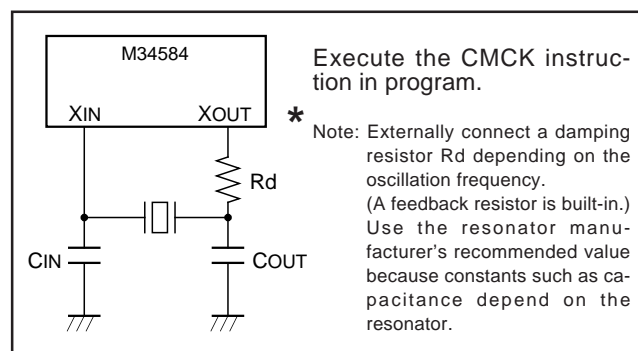 M34584
XIN
XOUT
Rd
CIN
COUT
Execute the CMCK instruc-
tion in program.
*
Note: Externally connect a damping
resistor Rd depending on the
oscillation frequency.
(A feedback resistor is built-in.)
Use the resonator manu-
facturer's recommended value
because constants such as ca-
pacitance depend on the
resonator.